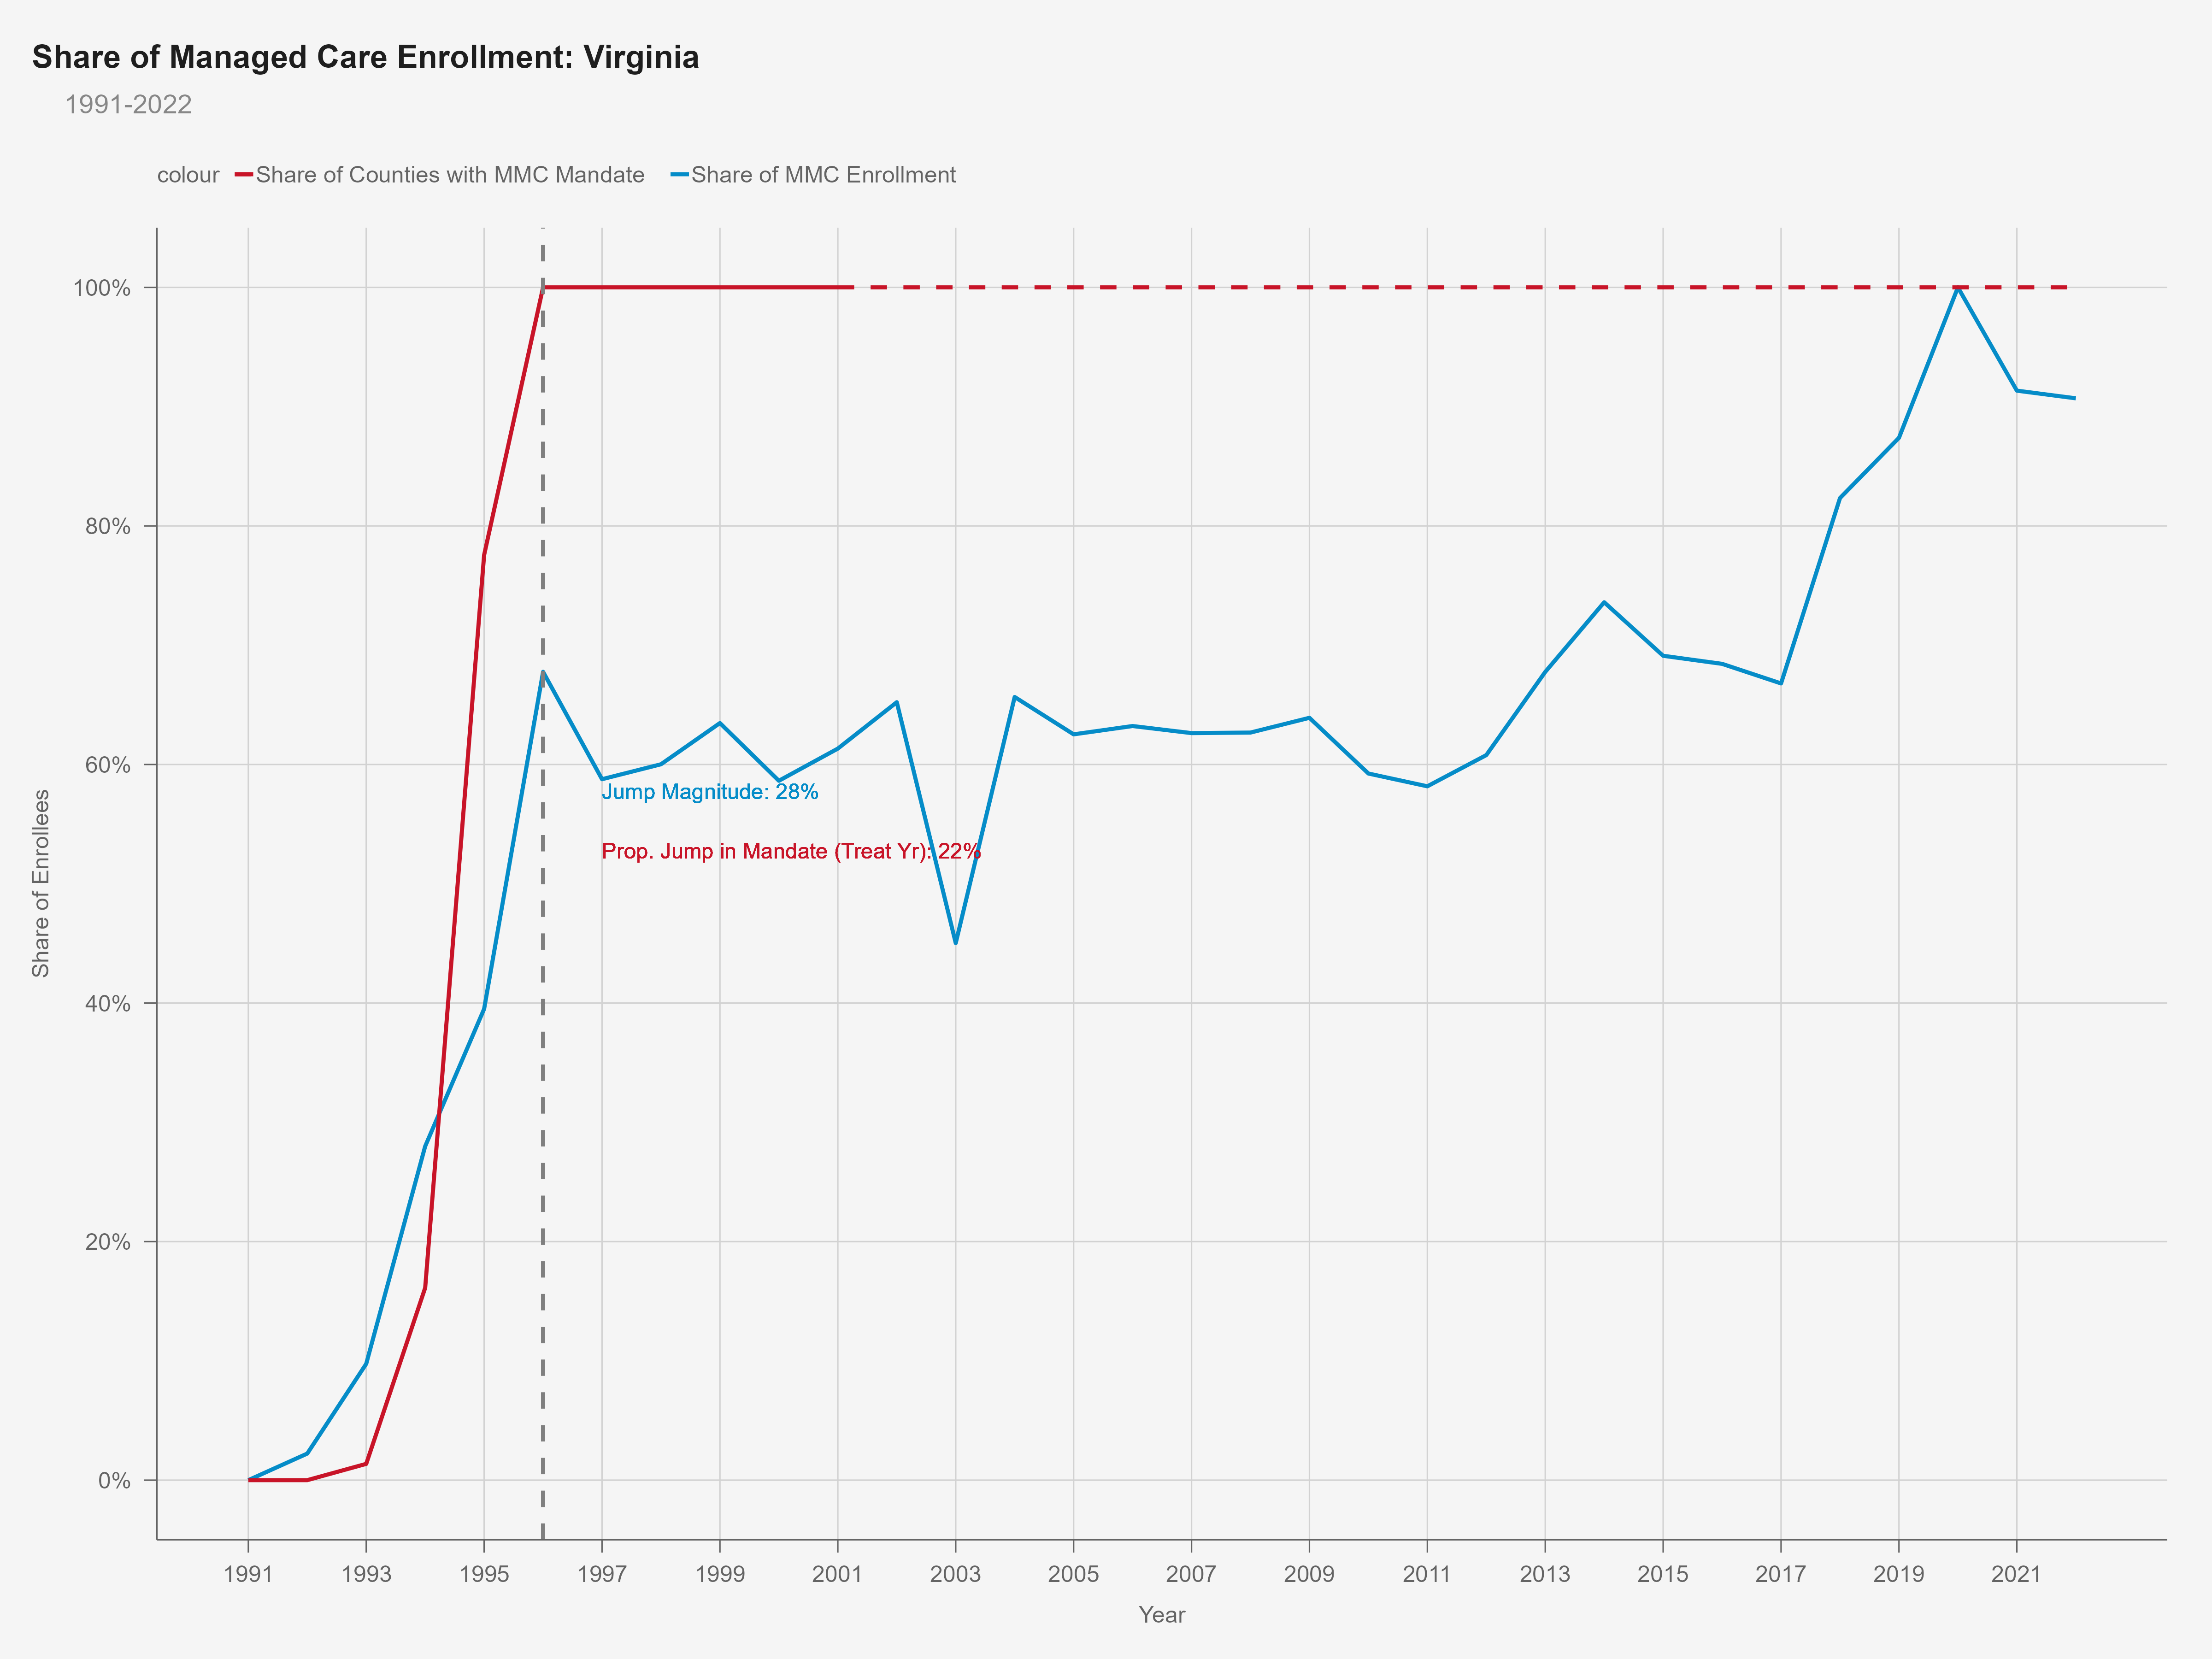 Share of Managed Care Enrollment: Virginia
1991-2022
colour Share of Counties with MMC Mandate Share of MMC Enrollment
100%
80%
60%
40%
20%
0%
Share of Enrollees
Jump Magnitude: 28%
Prop. Jump in Mandate (Treat Yr): 22%
1991 1993 1995 1997 1999 2001 2003 2005 2007 2009 2011 2013 2015 2017 2019 2021
Year